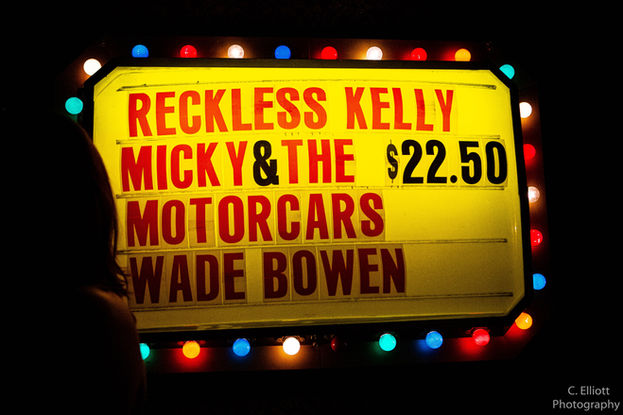 RECKLESS KELLY
MICKY & THE $22.50
MOTORCARS
WADE BOWEN
C. Elliott
Photography